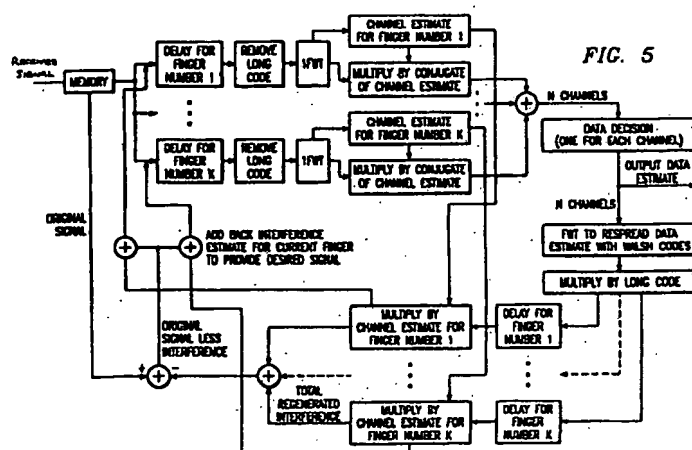 FIG. 5
RECEIVED
SIGNAL
MEMORY
DELAY FOR
FINGER
NUMBER 1
REMOVE
LONG
CODE
IFWT
CHANNEL ESTIMATE
FOR FINGER NUMBER 1
MULTIPLY BY CONJUGATE
OF CHANNEL ESTIMATE
DELAY FOR
FINGER
NUMBER K
REMOVE
LONG
CODE
IFWT
CHANNEL ESTIMATE
FOR FINGER NUMBER K
MULTIPLY BY CONJUGATE
OF CHANNEL ESTIMATE
N CHANNELS
DATA DECISION
(ONE FOR EACH CHANNEL)
OUTPUT DATA
ESTIMATE
N CHANNELS
FWT TO RESPREAD DATA
ESTIMATE WITH WALSH CODES
MULTIPLY BY LONG CODE
ORIGINAL
SIGNAL
ADD BACK INTERFERENCE
ESTIMATE FOR CURRENT FINGER
TO PROVIDE DESIRED SIGNAL
ORIGINAL
SIGNAL LESS
INTERFERENCE
MULTIPLY BY
CHANNEL ESTIMATE FOR
FINGER NUMBER 1
DELAY FOR
FINGER
NUMBER 1
+
-
TOTAL
REGENERATED
INTERFERENCE
MULTIPLY BY
CHANNEL ESTIMATE FOR
FINGER NUMBER K
DELAY FOR
FINGER
NUMBER K